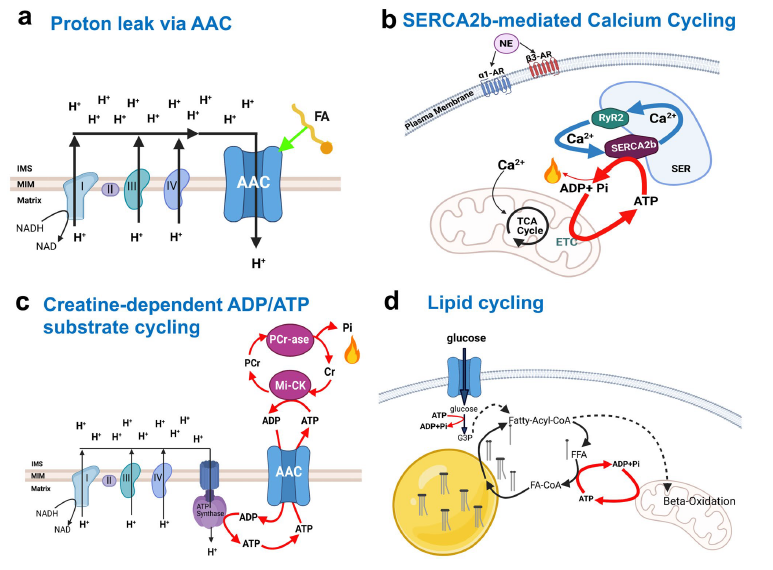 a
Proton leak via AAC
H⁺ H⁺ H⁺ H⁺ H⁺ H⁺
H⁺ H⁺ H⁺ H⁺ H⁺
FA
IMS
MIM
Matrix
I
II
III
IV
AAC
NADH
NAD
H⁺
H⁺
H⁺
H⁺
b
SERCA2b-mediated Calcium Cycling
NE
β3-AR
α1-AR
Plasma Membrane
RyR2
Ca²⁺
Ca²⁺
SERCA2b
SER
Ca²⁺
ADP+ Pi
ATP
TCA
Cycle
ETC
c
Creatine-dependent ADP/ATP
substrate cycling
PCr-ase
Pi
PCr
Cr
Mi-CK
ADP
ATP
H⁺ H⁺ H⁺ H⁺ H⁺
H⁺ H⁺ H⁺ H⁺ H⁺
IMS
MIM
Matrix
I
II
III
IV
AAC
ATP
Synthase
NADH
NAD
H⁺
H⁺
H⁺
H⁺
ADP
ATP
ATP
d
Lipid cycling
glucose
glucose
ATP
ADP+Pi
G3P
Fatty-Acyl-CoA
FFA
ADP+Pi
FA-CoA
ATP
Beta-Oxidation